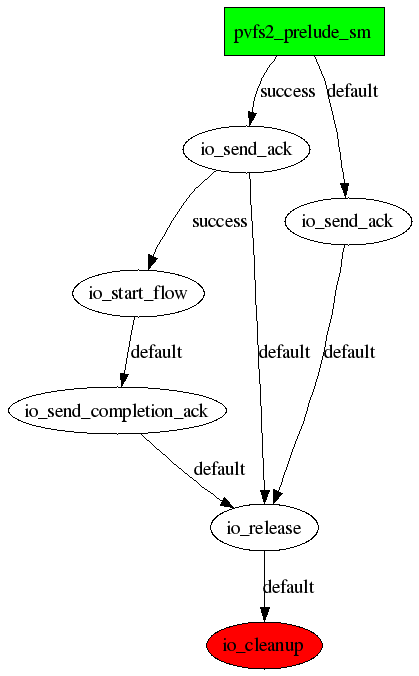 pvfs2_prelude_sm
success
default
io_send_ack
io_send_ack
success
io_start_flow
default
default
default
io_send_completion_ack
default
io_release
default
io_cleanup